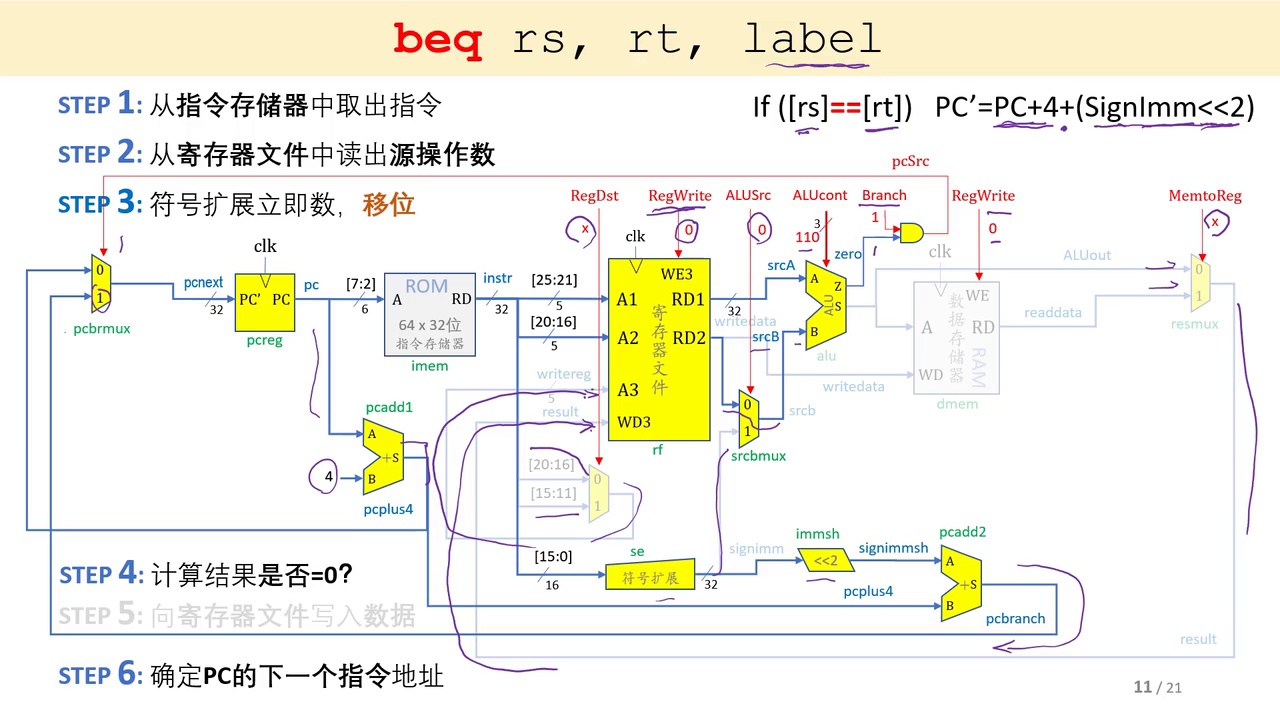 beq rs, rt, label
STEP 1: 从指令存储器中取出指令
If ([rs]==[rt]) PC'=PC+4+(SignImm<<2)
STEP 2: 从寄存器文件中读出源操作数
pcSrc
STEP 3: 符号扩展立即数，移位
RegDst RegWrite ALUSrc ALUcont Branch RegWrite MemtoReg
x 0 0 3 110 1 0 x
clk clk zero clk ALUout
0 pcnext pc [7:2] instr [25:21] WE3 srcA A Z WE 0
1 32 PC' PC 6 A ROM RD 32 5 A1 RD1 32 ALU S 数据存储器 1
pcbrmux pcreg 64 x 32位 [20:16] A2 寄存器文件 RD2 writedata srcB B A RD readdata resmux
指令存储器 5 alu RAM
imem writereg 5 A3 WD writedata dmem
result WD3 0 srcb
pcadd1 1
A rf srcbmux
+S [20:16] 0
4 B [15:11] 1
pcplus4
immsh pcadd2
[15:0] se signimm <<2 signimmsh A
STEP 4: 计算结果是否=0?
16 符号扩展 32 +S
pcplus4 B
STEP 5: 向寄存器文件写入数据
pcbranch
result
STEP 6: 确定PC的下一个指令地址
11 / 21